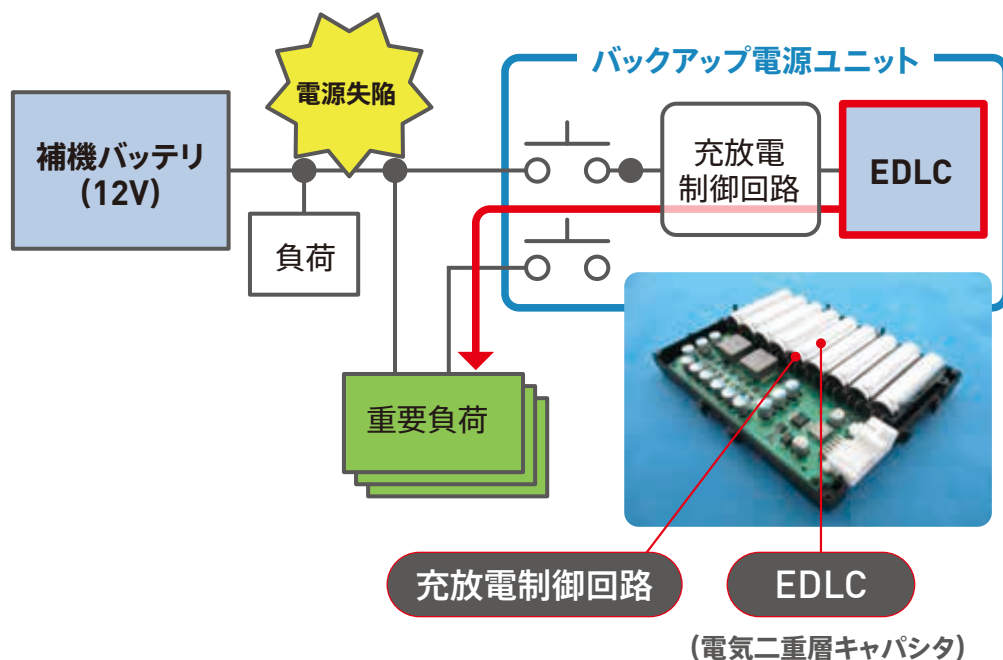 バックアップ電源ユニット
電源失陥
補機バッテリ
(12V)
充放電
制御回路
EDLC
負荷
重要負荷
充放電制御回路
EDLC
(電気二重層キャパシタ)